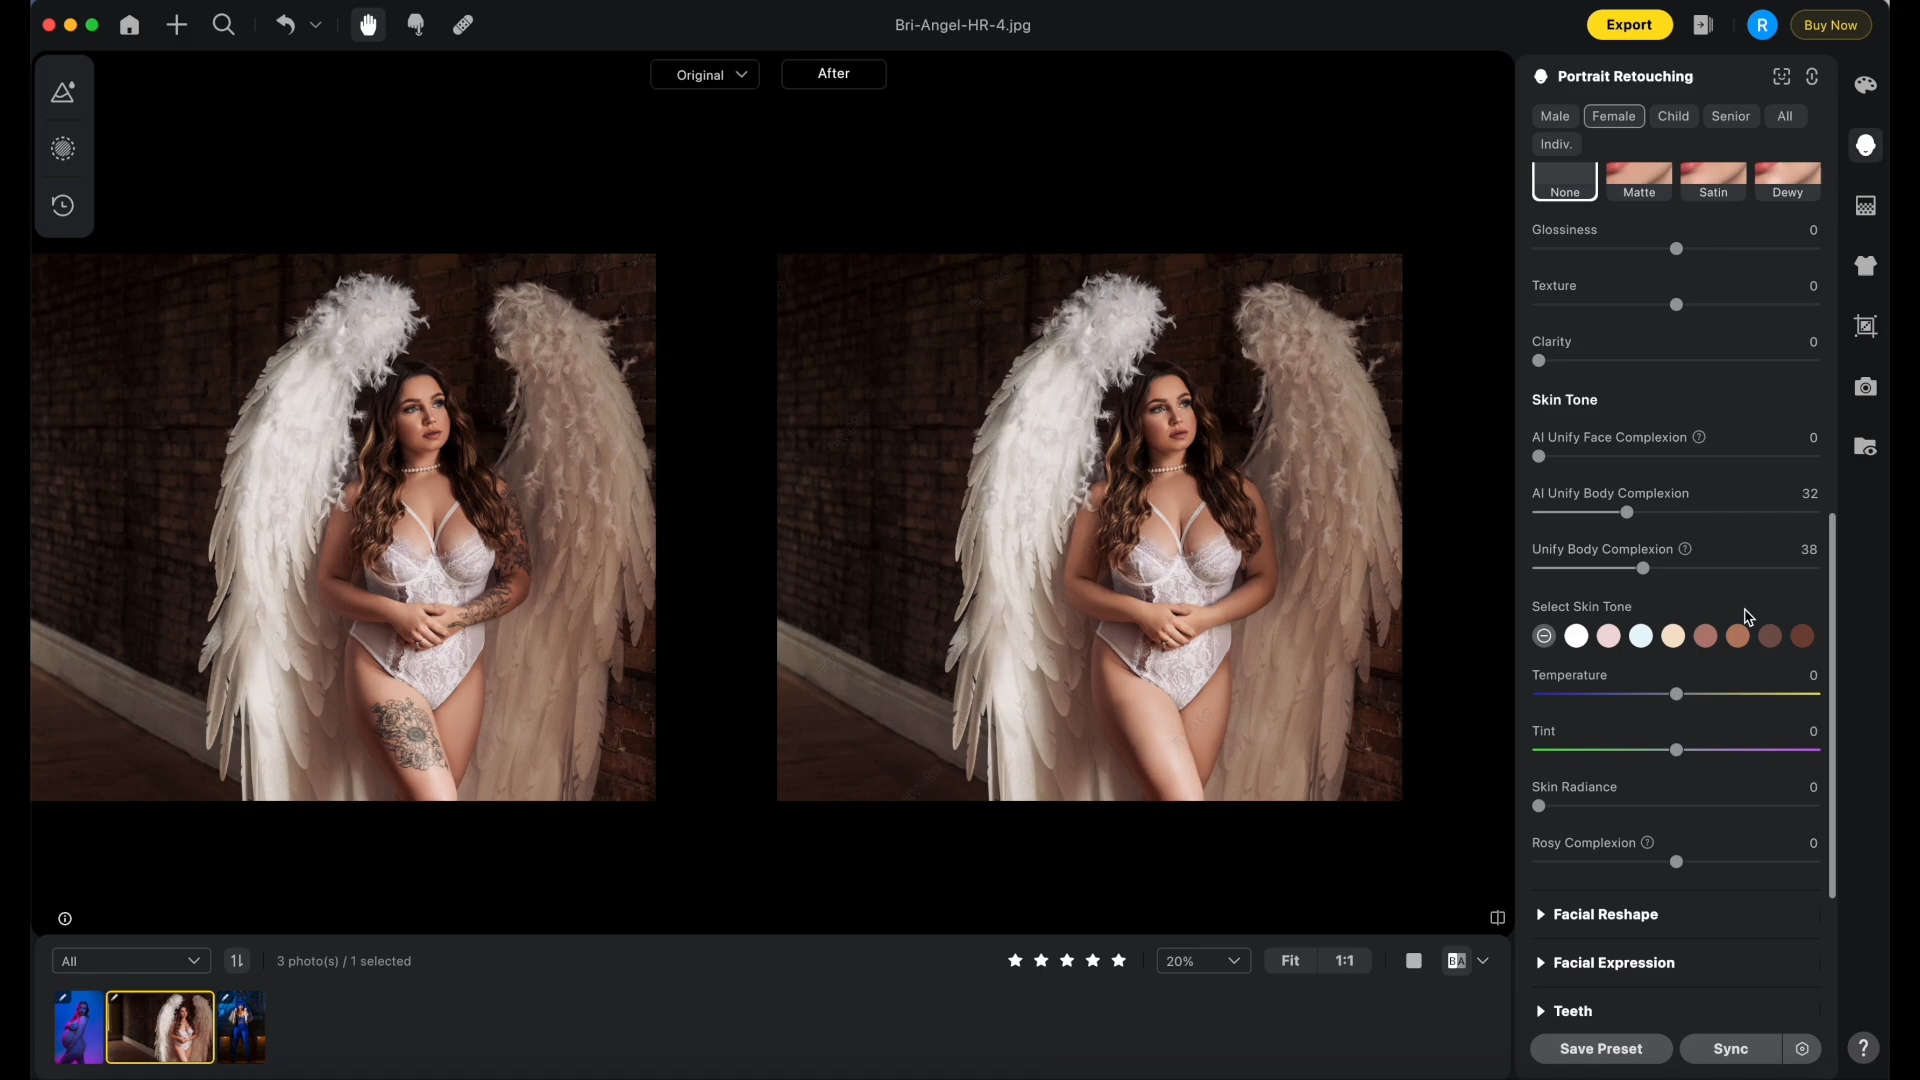 Bri-Angel-HR-4.jpg
Export
R
Buy Now
Original
After
Portrait Retouching
Male
Female
Child
Senior
All
Indiv.
None
Matte
Satin
Dewy
Glossiness
0
Texture
0
Clarity
0
Skin Tone
AI Unify Face Complexion ?
0
AI Unify Body Complexion
32
Unify Body Complexion ?
38
Select Skin Tone
Temperature
0
Tint
0
Skin Radiance
0
Rosy Complexion ?
0
Facial Reshape
Facial Expression
Teeth
Save Preset
Sync
?
All
3 photo(s) / 1 selected
20%
Fit
1:1
B A